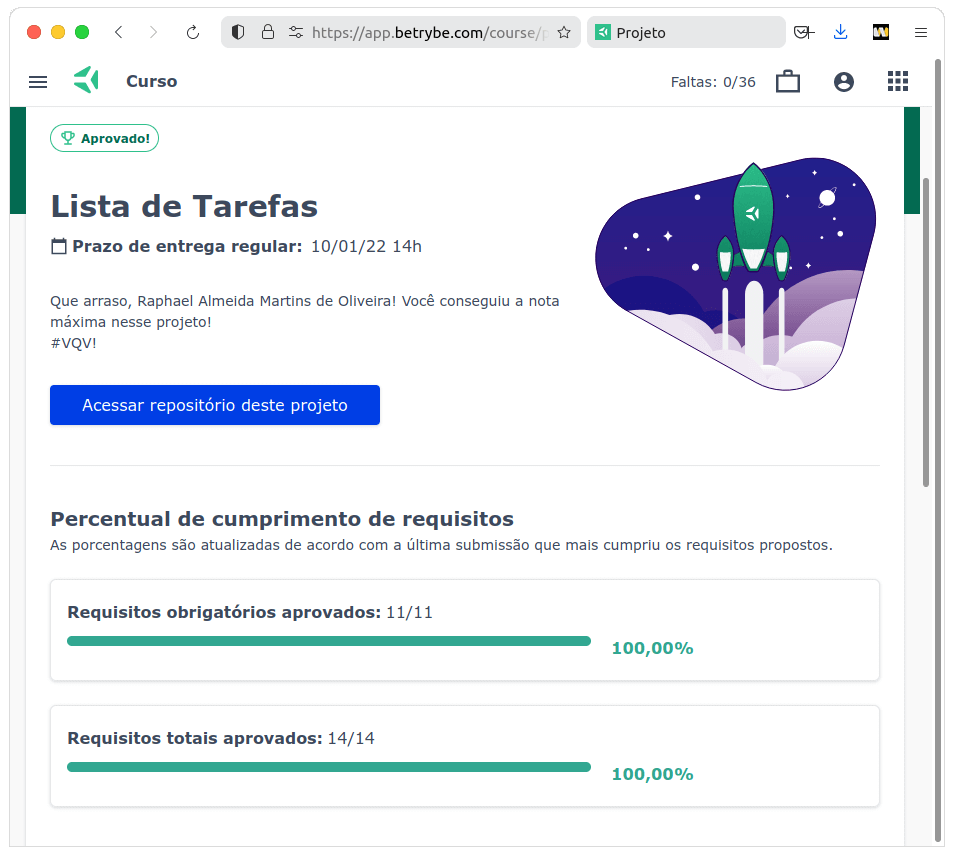 https://app.betrybe.com/course/p
Projeto
Curso
Faltas: 0/36
Aprovado!
Lista de Tarefas
Prazo de entrega regular: 10/01/22 14h
Que arraso, Raphael Almeida Martins de Oliveira! Você conseguiu a nota
máxima nesse projeto!
#VQV!
Acessar repositório deste projeto
Percentual de cumprimento de requisitos
As porcentagens são atualizadas de acordo com a última submissão que mais cumpriu os requisitos propostos.
Requisitos obrigatórios aprovados: 11/11
100,00%
Requisitos totais aprovados: 14/14
100,00%